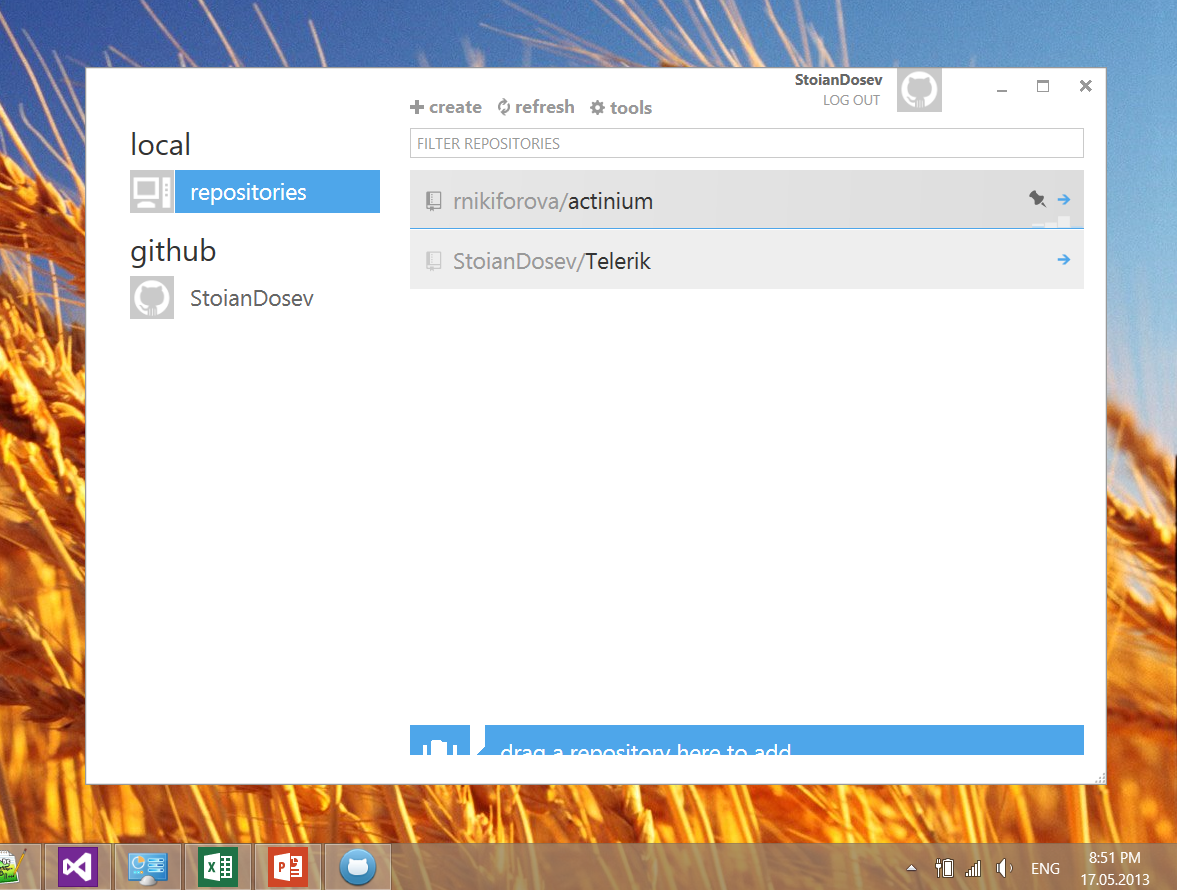 StoianDosev
LOG OUT
create refresh tools
FILTER REPOSITORIES
local
repositories
github
StoianDosev
rnikiforova/actinium
StoianDosev/Telerik
drag a repository here to add
ENG
8:51 PM
17.05.2013